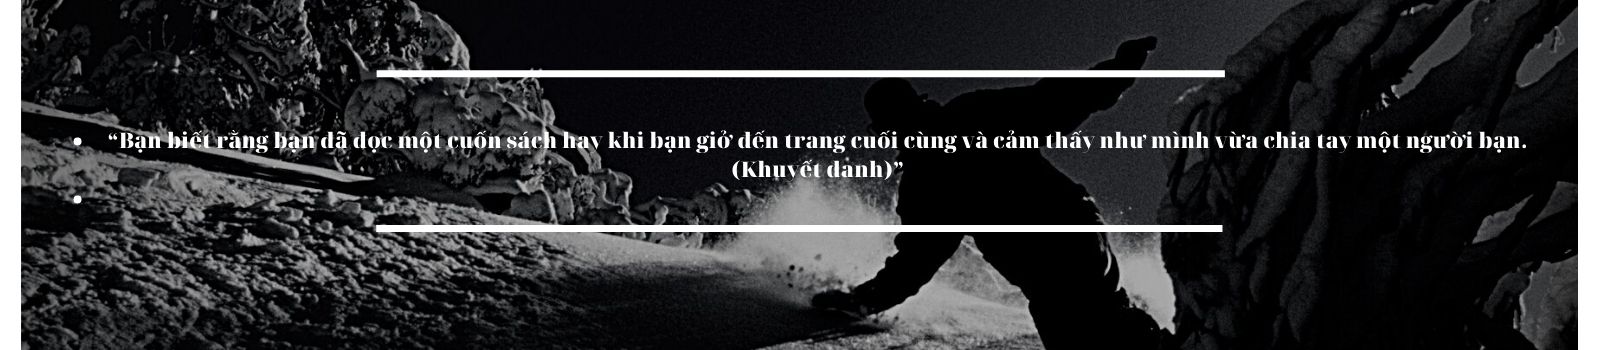 • “Bạn biết rằng bạn đã đọc một cuốn sách hay khi bạn giở đến trang cuối cùng và cảm thấy như mình vừa chia tay một người bạn.
(Khuyết danh)”
•